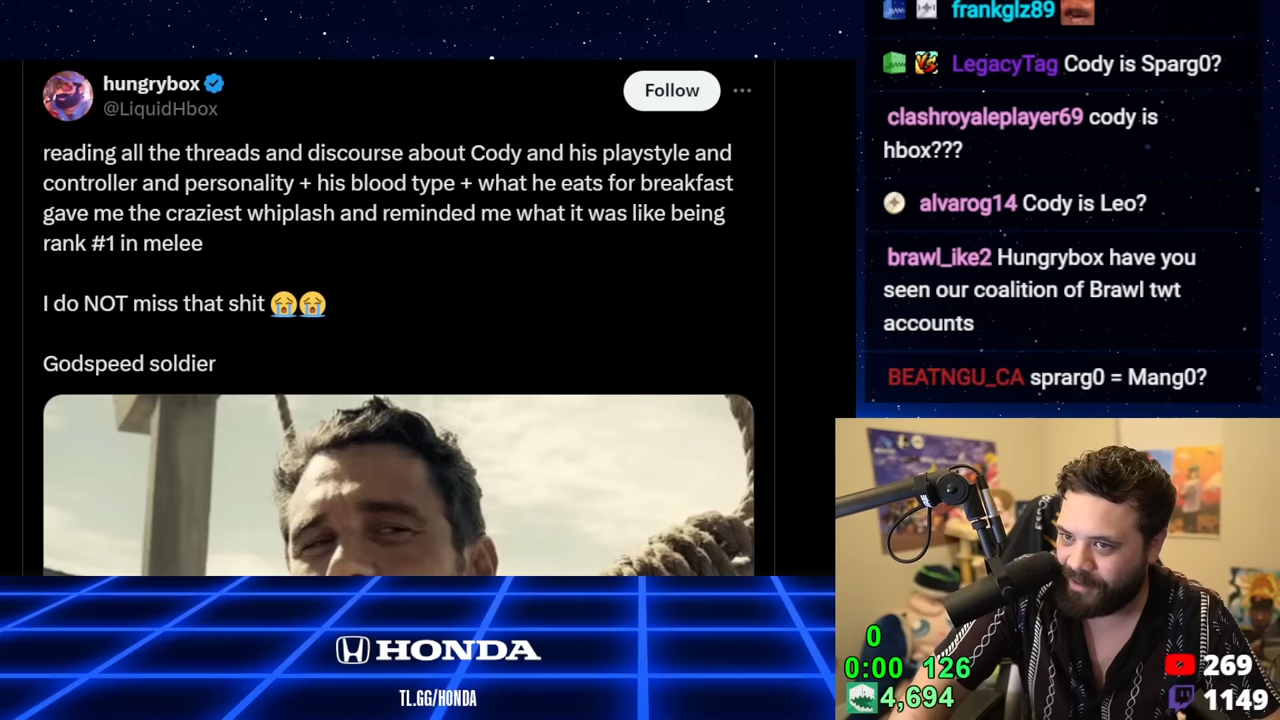 hungrybox
@LiquidHbox
Follow
reading all the threads and discourse about Cody and his playstyle and
controller and personality + his blood type + what he eats for breakfast
gave me the craziest whiplash and reminded me what it was like being
rank #1 in melee
I do NOT miss that shit 😭😭
Godspeed soldier
HONDA
TL.GG/HONDA
frankglz89
LegacyTag Cody is Sparg0?
clashroyaleplayer69 cody is
hbox???
alvarog14 Cody is Leo?
brawl_ike2 Hungrybox have you
seen our coalition of Brawl twt
accounts
BEATNGU_CA sprarg0 = Mang0?
0
0:00 126
4,694
269
1149